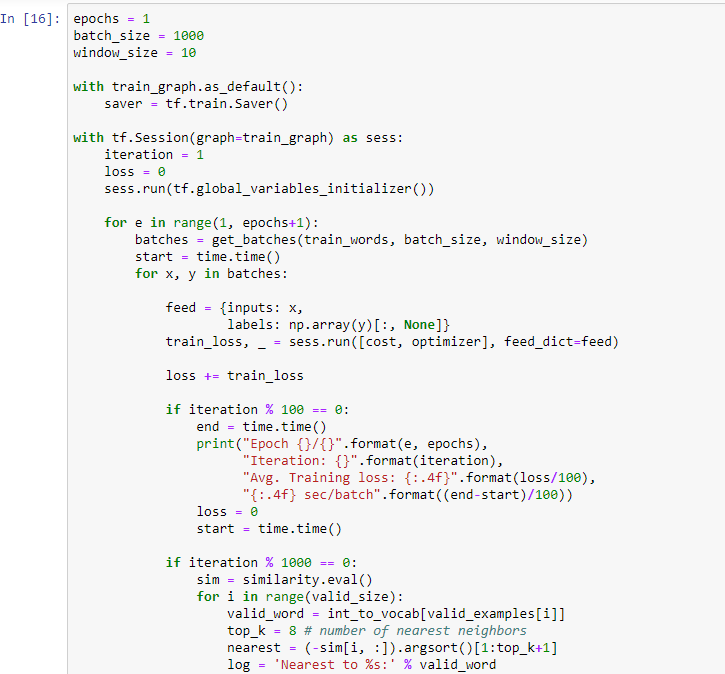 In [16]: epochs = 1
batch_size = 1000
window_size = 10
with train_graph.as_default():
    saver = tf.train.Saver()
with tf.Session(graph=train_graph) as sess:
    iteration = 1
    loss = 0
    sess.run(tf.global_variables_initializer())
    for e in range(1, epochs+1):
        batches = get_batches(train_words, batch_size, window_size)
        start = time.time()
        for x, y in batches:
            feed = {inputs: x,
                    labels: np.array(y)[:, None]}
            train_loss, _ = sess.run([cost, optimizer], feed_dict=feed)
            loss += train_loss
            if iteration % 100 == 0:
                end = time.time()
                print("Epoch {}/{}".format(e, epochs),
                      "Iteration: {}".format(iteration),
                      "Avg. Training loss: {:.4f}".format(loss/100),
                      "{:.4f} sec/batch".format((end-start)/100))
                loss = 0
                start = time.time()
            if iteration % 1000 == 0:
                sim = similarity.eval()
                for i in range(valid_size):
                    valid_word = int_to_vocab[valid_examples[i]]
                    top_k = 8 # number of nearest neighbors
                    nearest = (-sim[i, :]).argsort()[1:top_k+1]
                    log = 'Nearest to %s:' % valid_word